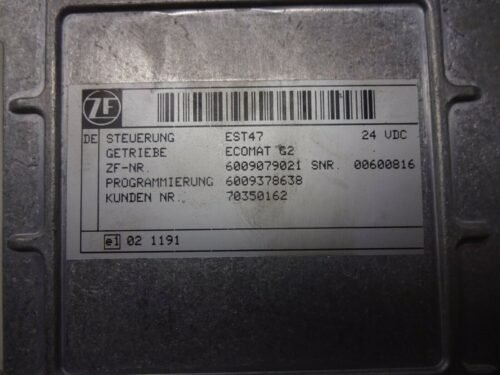 ZF
DE STEUERUNG EST47 24 VDC
GETRIEBE ECOMAT G2
ZF-NR. 6009079021 SNR. 00600816
PROGRAMMIERUNG 6009378638
KUNDEN NR. 70350162
e1 02 1191